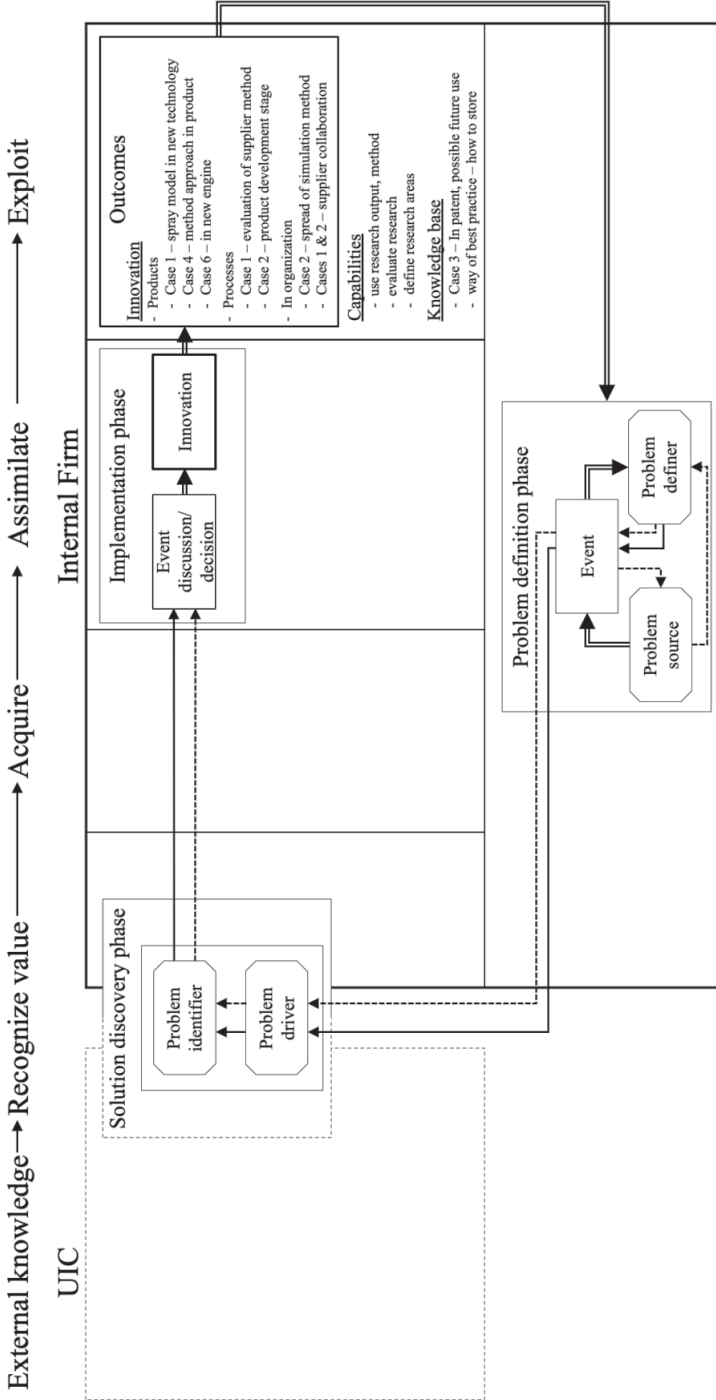 External knowledge
Recognize value
Acquire
Assimilate
Exploit
UIC
Internal Firm
Solution discovery phase
Problem
identifier
Problem
driver
Implementation phase
Event
discussion/
decision
Innovation
Outcomes
Innovation
- Products
- Case 1 – spray model in new technology
- Case 4 – method approach in product
- Case 6 – in new engine
- Processes
- Case 1 – evaluation of supplier method
- Case 2 – product development stage
- In organization
- Case 2 – spread of simulation method
- Cases 1 & 2 – supplier collaboration
Capabilities
- use research output, method
- evaluate research
- define research areas
Knowledge base
- Case 3 – In patent, possible future use
- way of best practice – how to store
Problem definition phase
Event
Problem
source
Problem
definer